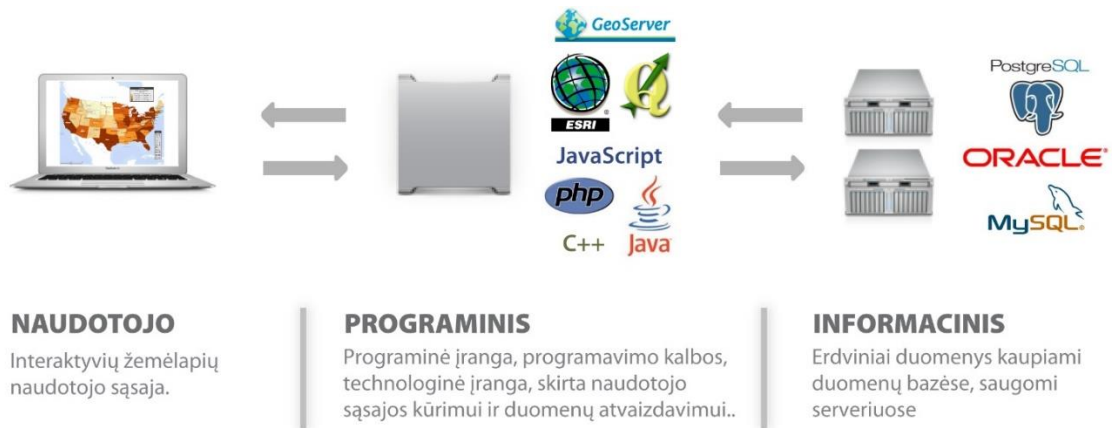 GeoServer
ESRI
JavaScript
php
C++
Java
PostgreSQL
ORACLE®
MySQL®
NAUDOTOJO
Interaktyvių žemėlapių
naudotojo sąsaja.
PROGRAMINIS
Programinė įranga, programavimo kalbos,
technologinė įranga, skirta naudotojo
sąsajos kūrimui ir duomenų atvaizdavimui..
INFORMACINIS
Erdviniai duomenys kaupiami
duomenų bazėse, saugomi
serveriuose